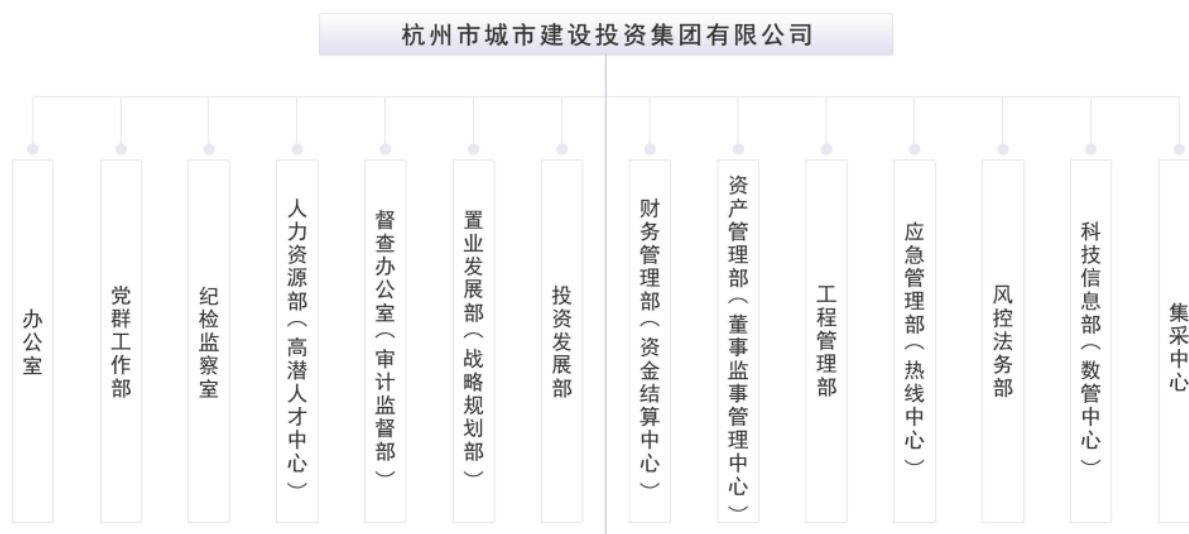 杭州市城市建设投资集团有限公司
办公室
党群工作部
纪检监察室
人力资源部（高潜人才中心）
督查办公室（审计监督部）
置业发展部（战略规划部）
投资发展部
财务管理部（资金结算中心）
资产管理部（董事监事管理中心）
工程管理部
应急管理部（热线中心）
风控法务部
科技信息部（数管中心）
集采中心